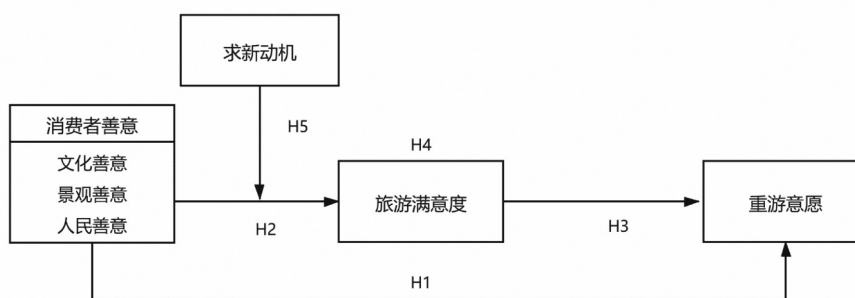 求新动机
消费者善意
文化善意
景观善意
人民善意
H5
H4
旅游满意度
重游意愿
H2
H3
H1